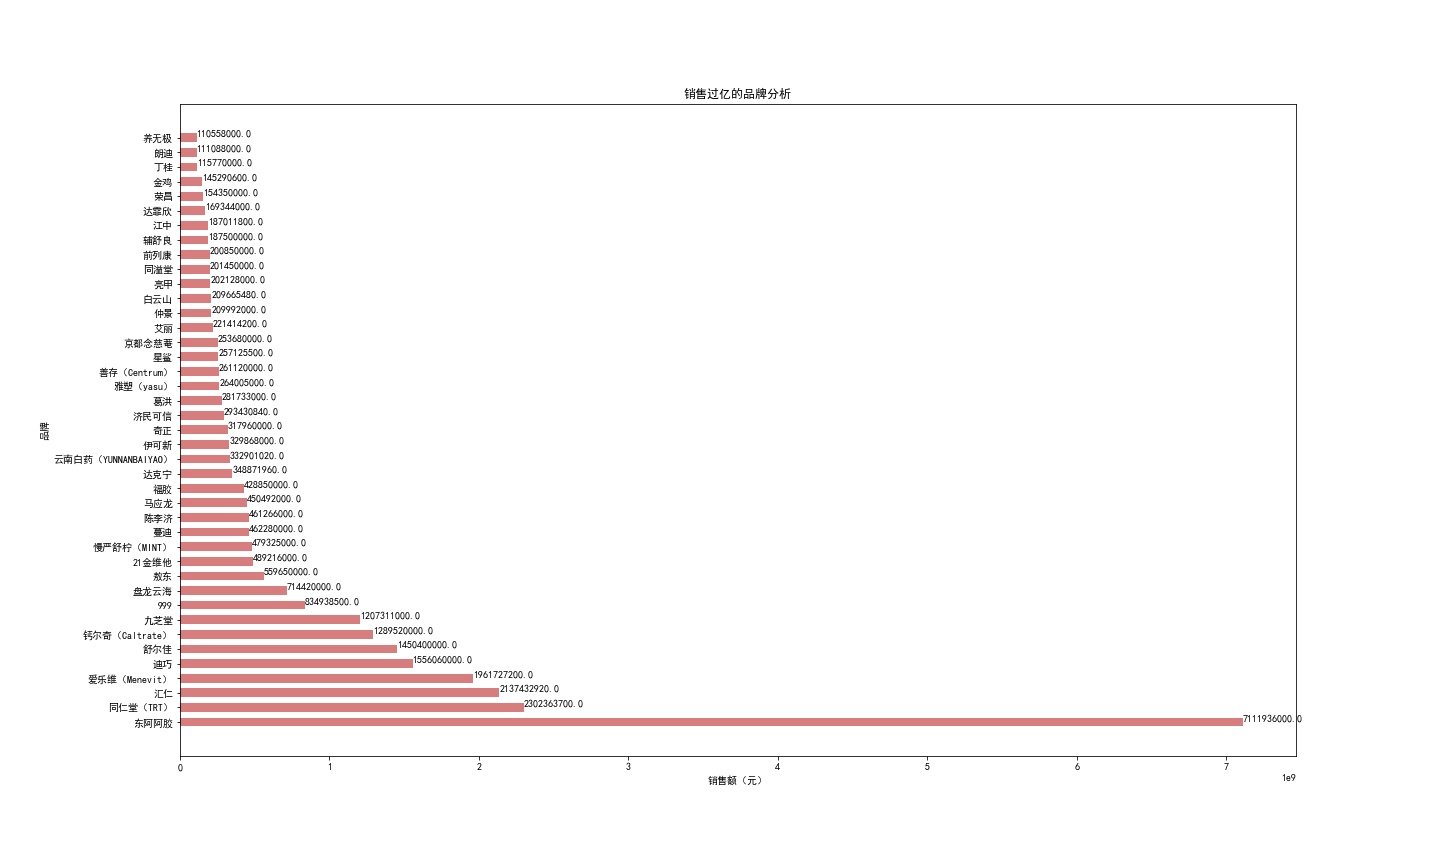 销售过亿的品牌分析
养无极 110558000.0
朗迪 111088000.0
丁桂 115770000.0
金鸡 145290600.0
荣昌 154350000.0
达霏欣 169344000.0
江中 187011800.0
辅舒良 187500000.0
前列康 200850000.0
同溢堂 201450000.0
亮甲 202128000.0
白云山 209665480.0
仲景 209992000.0
艾丽 221414200.0
京都念慈菴 253680000.0
星鲨 257125500.0
善存（Centrum） 261120000.0
雅塑（yasu） 264005000.0
葛洪 281733000.0
济民可信 293430840.0
奇正 317960000.0
伊可新 329868000.0
云南白药（YUNNANBAIYAO） 332901020.0
达克宁 348871960.0
福胶 428850000.0
马应龙 450492000.0
陈李济 461266000.0
蔓迪 462280000.0
慢严舒柠（MINT） 479325000.0
21金维他 489216000.0
敖东 559650000.0
盘龙云海 714420000.0
999 834938500.0
九芝堂 1207311000.0
钙尔奇（Caltrate） 1289520000.0
舒尔佳 1450400000.0
迪巧 1556060000.0
爱乐维（Menevit） 1961727200.0
汇仁 2137432920.0
同仁堂（TRT） 2302363700.0
东阿阿胶 7111936000.0
品牌
0 1 2 3 4 5 6 7
1e9
销售额（元）